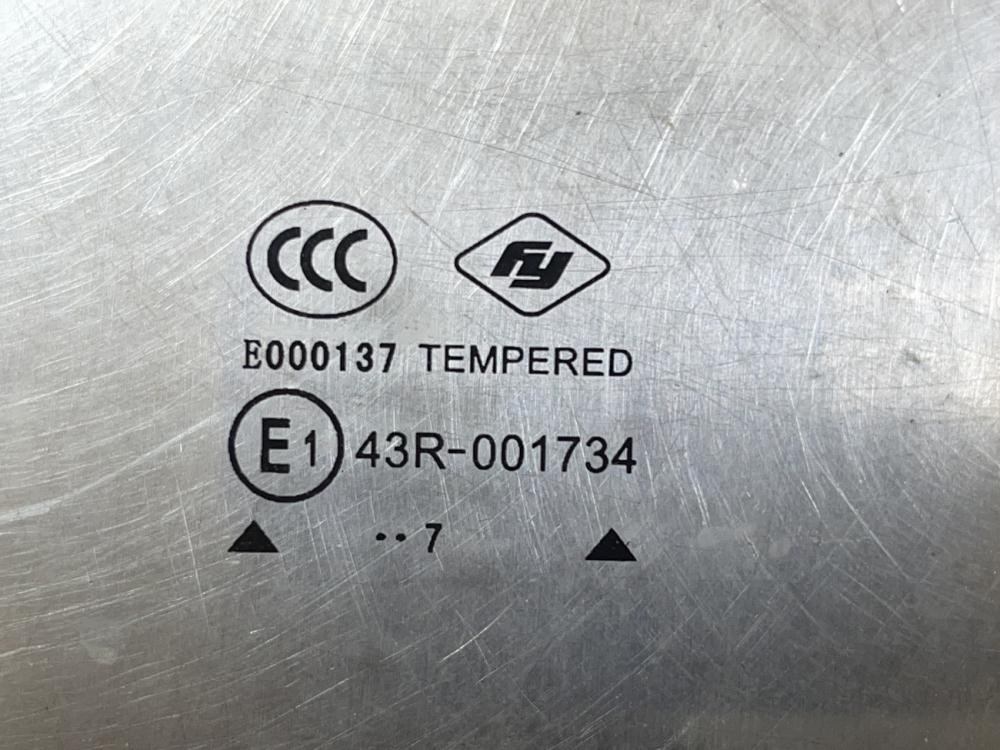 CCC FY
E000137 TEMPERED
E1 43R-001734
▲ ·· 7 ▲